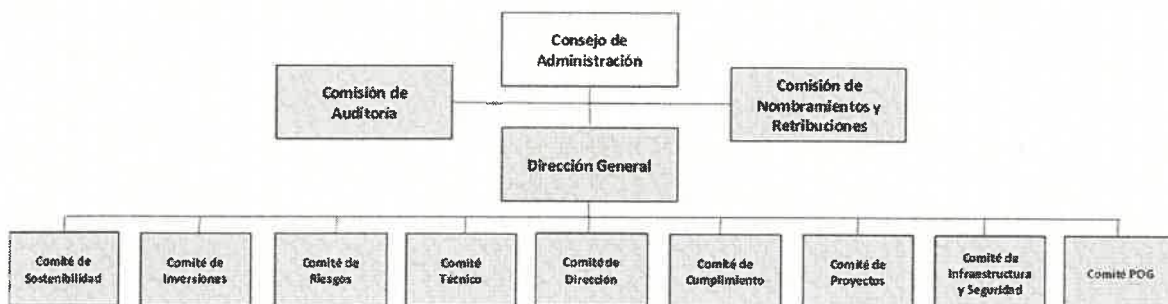 Consejo de
Administración
Comisión de
Auditoría
Comisión de
Nombramientos y
Retribuciones
Dirección General
Comité de
Sostenibilidad
Comité de
Inversiones
Comité de
Riesgos
Comité
Técnico
Comité de
Dirección
Comité de
Cumplimiento
Comité de
Proyectos
Comité de
Infraestructura
y Seguridad
Comité POG